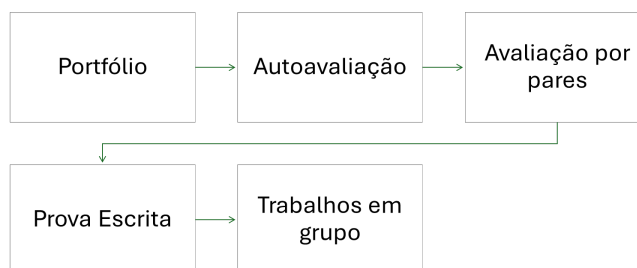 Portfólio
Autoavaliação
Avaliação por
pares
Prova Escrita
Trabalhos em
grupo